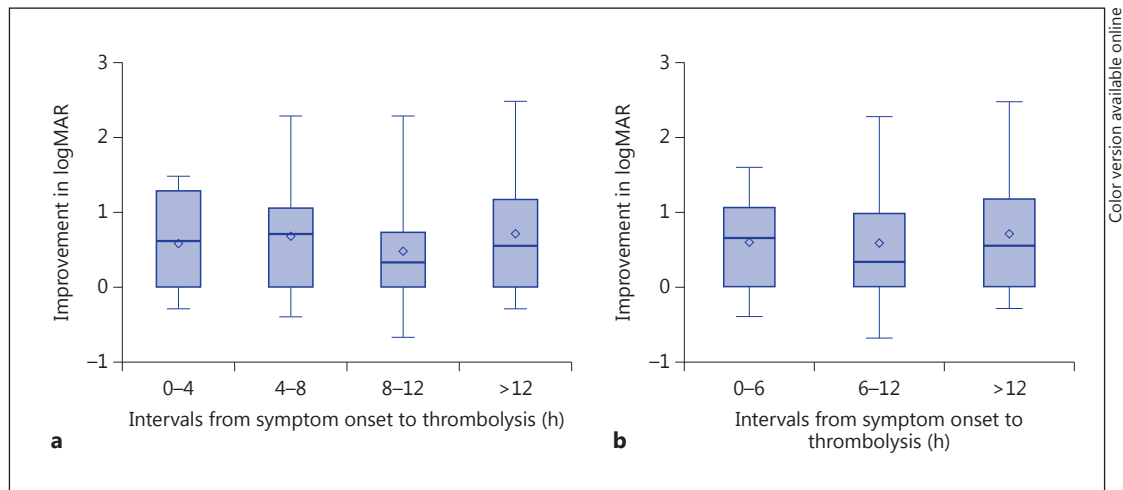 3
2
1
0
–1
Improvement in logMAR
0–4 4–8 8–12 >12
Intervals from symptom onset to thrombolysis (h)
a
3
2
1
0
–1
Improvement in logMAR
0–6 6–12 >12
Intervals from symptom onset to
thrombolysis (h)
b
Color version available online